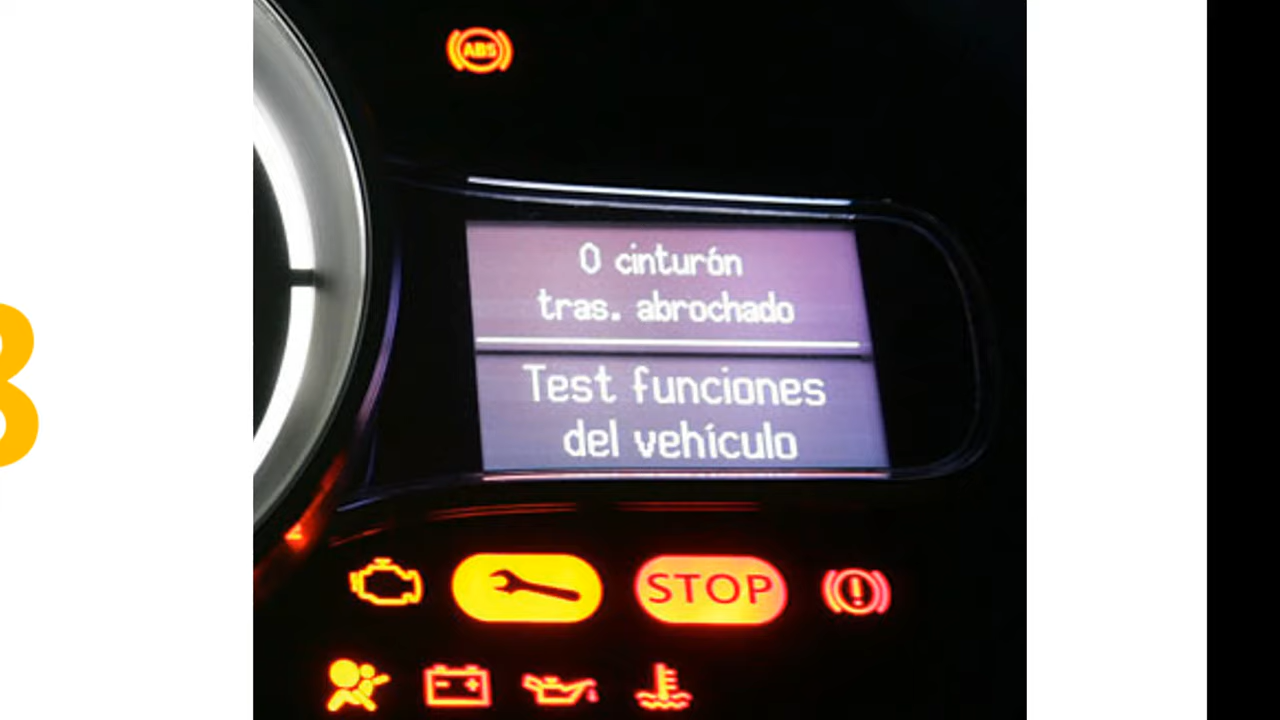 ABS
0 cinturón
tras. abrochado
Test funciones
del vehículo
STOP